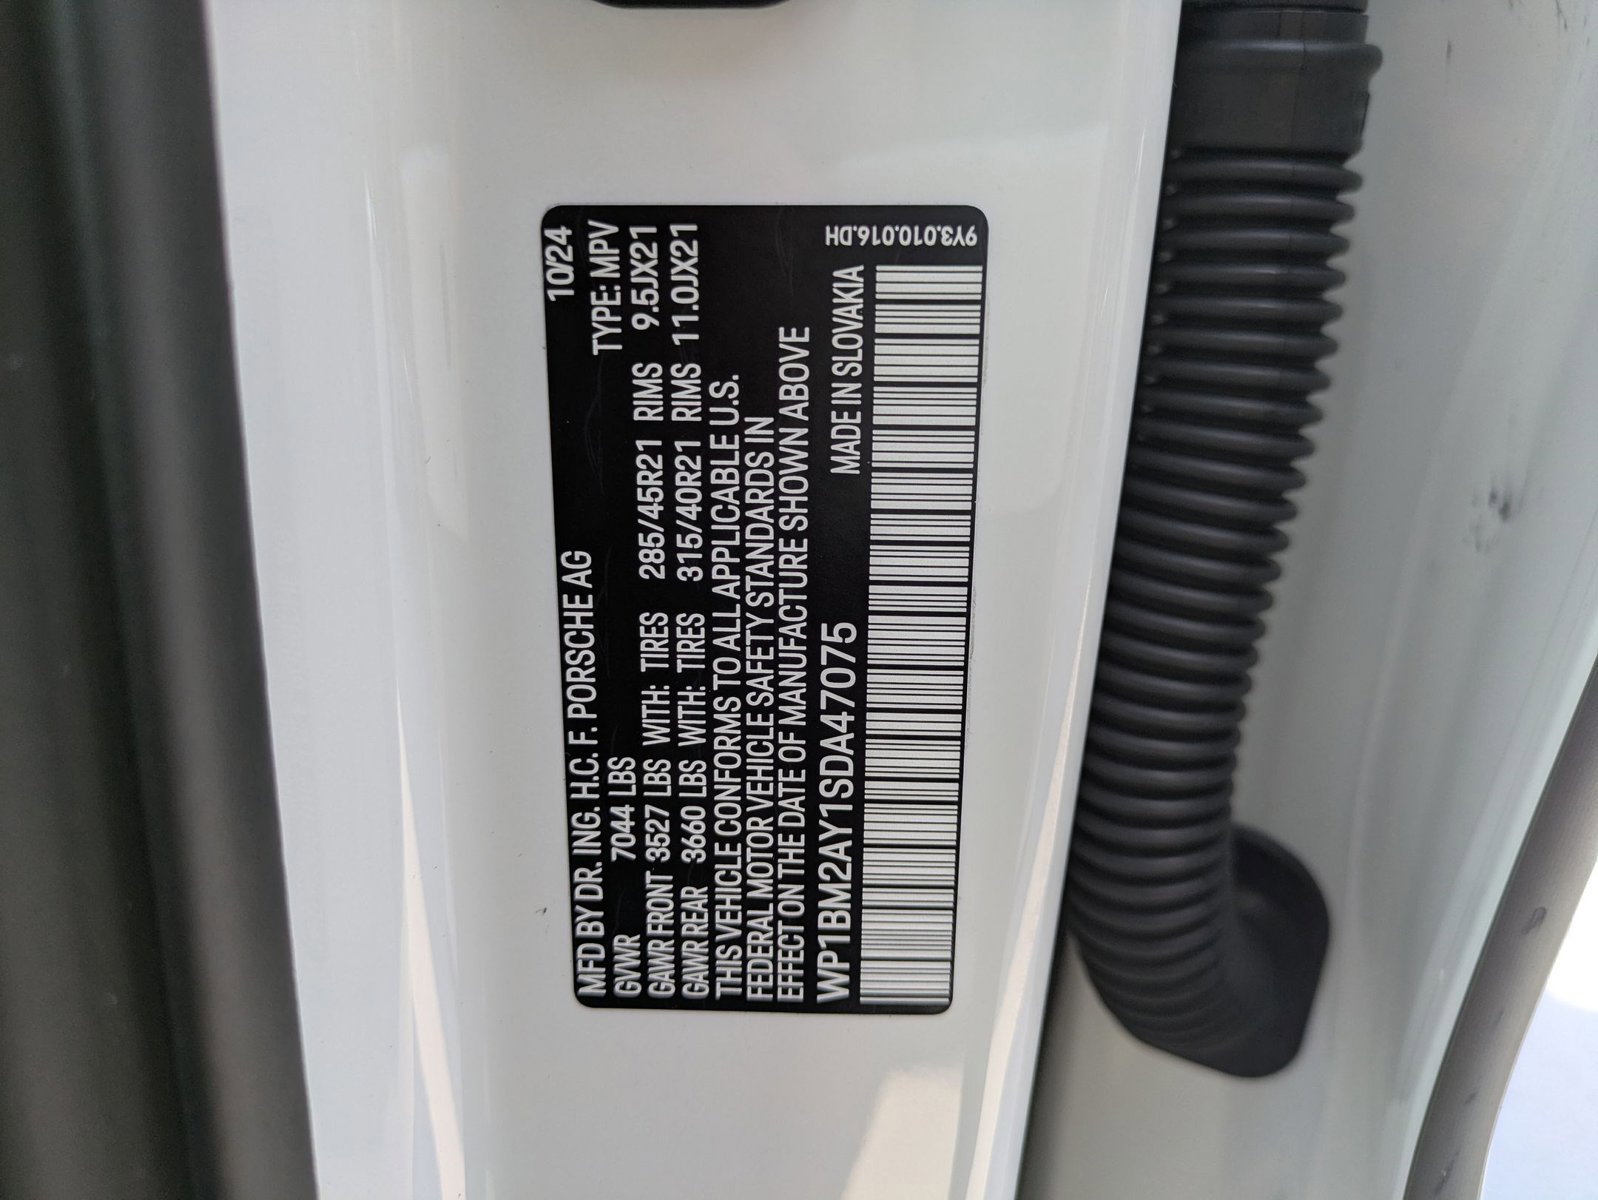 10/24
MFD BY DR. ING. H.C. F. PORSCHE AG
GVWR 7044 LBS TYPE: MPV
GAWR FRONT 3527 LBS WITH: TIRES 285/45R21 RIMS 9.5JX21
GAWR REAR 3660 LBS WITH: TIRES 315/40R21 RIMS 11.0JX21
THIS VEHICLE CONFORMS TO ALL APPLICABLE U.S.
FEDERAL MOTOR VEHICLE SAFETY STANDARDS IN
EFFECT ON THE DATE OF MANUFACTURE SHOWN ABOVE
WP1BM2AY1SDA47075 MADE IN SLOVAKIA
9Y3.010.016.DH